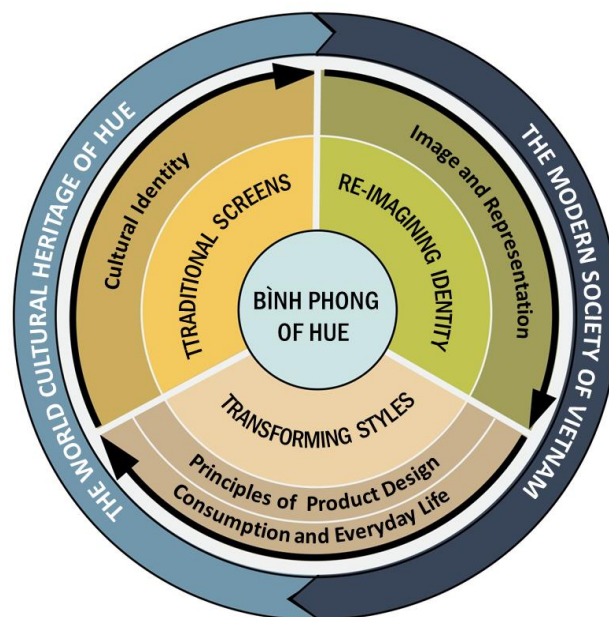 THE WORLD CULTURAL HERITAGE OF HUE
THE MODERN SOCIETY OF VIETNAM
Cultural Identity
Image and Representation
TTRADITIONAL SCREENS
RE-IMAGINING IDENTITY
BÌNH PHONG
OF HUE
TRANSFORMING STYLES
Principles of Product Design
Consumption and Everyday Life